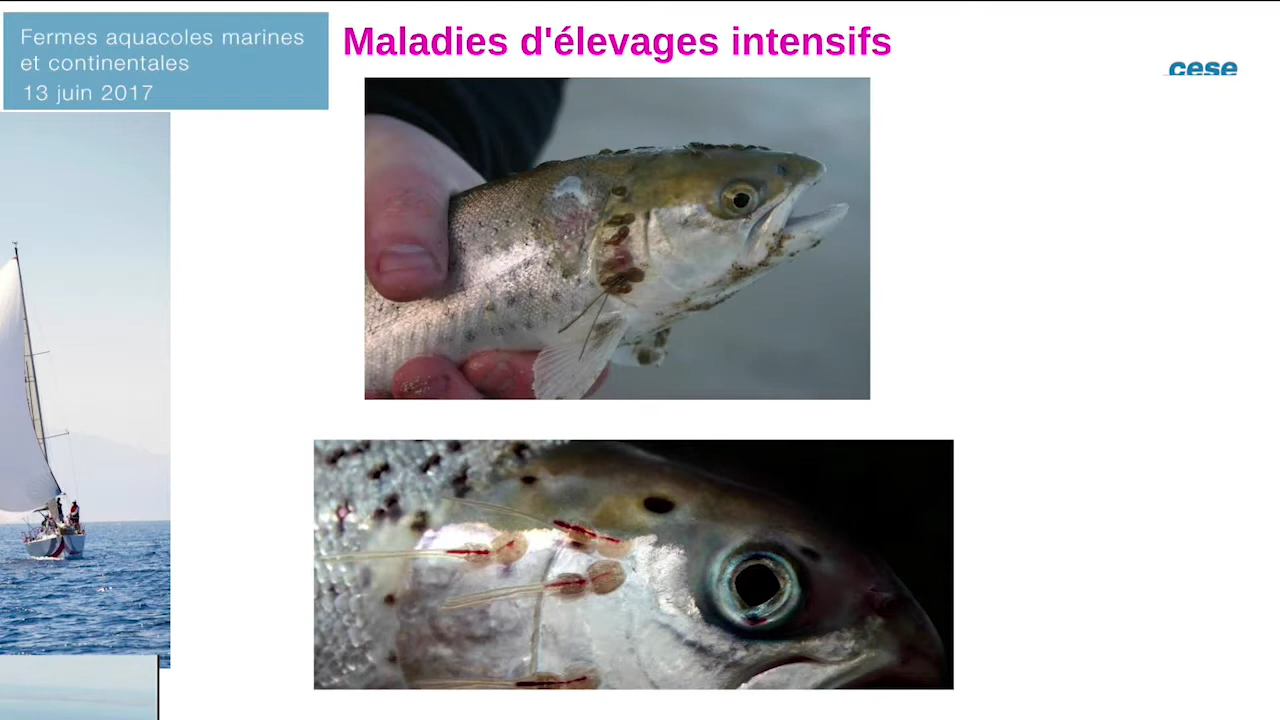 Fermes aquacoles marines
et continentales
13 juin 2017
Maladies d'élevages intensifs
cese